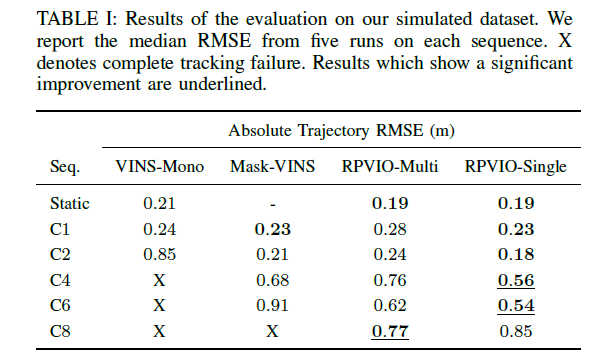 TABLE I: Results of the evaluation on our simulated dataset. We
report the median RMSE from five runs on each sequence. X
denotes complete tracking failure. Results which show a significant
improvement are underlined.
Absolute Trajectory RMSE (m)
Seq. VINS-Mono Mask-VINS RPVIO-Multi RPVIO-Single
Static 0.21 - 0.19 0.19
C1 0.24 0.23 0.28 0.23
C2 0.85 0.21 0.24 0.18
C4 X 0.68 0.76 0.56
C6 X 0.91 0.62 0.54
C8 X X 0.77 0.85